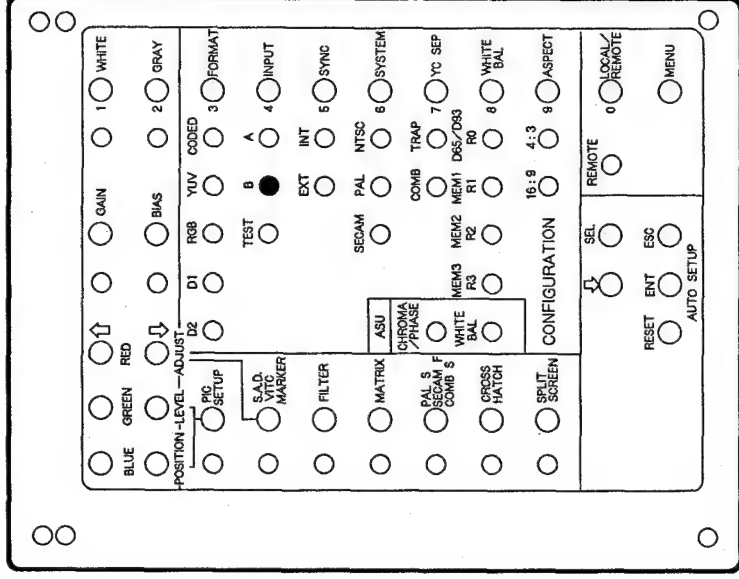 BLUE GREEN RED GAIN 1 WHITE
BIAS 2 GRAY
POSITION - LEVEL - ADJUST
D2 D1 RGB YUV CODED
PIC
SETUP
3 FORMAT
TEST B A
S.A.D.
VITC
MARKER
4 INPUT
EXT INT
FILTER
5 SYNC
SECAM PAL NTSC
MATRIX
ASU
6 SYSTEM
COMB TRAP
PAL S
SECAM F
COMB S
CHROMA
/PHASE
7 YC SEP
MEM3 MEM2 MEM1 D65/D93
R3 R2 R1 R0
CROSS
HATCH
WHITE
BAL
8 WHITE
BAL
16:9 4:3
SPLIT
SCREEN
CONFIGURATION
9 ASPECT
SEL REMOTE
0 LOCAL/
REMOTE
RESET ENT ESC
AUTO SETUP
MENU